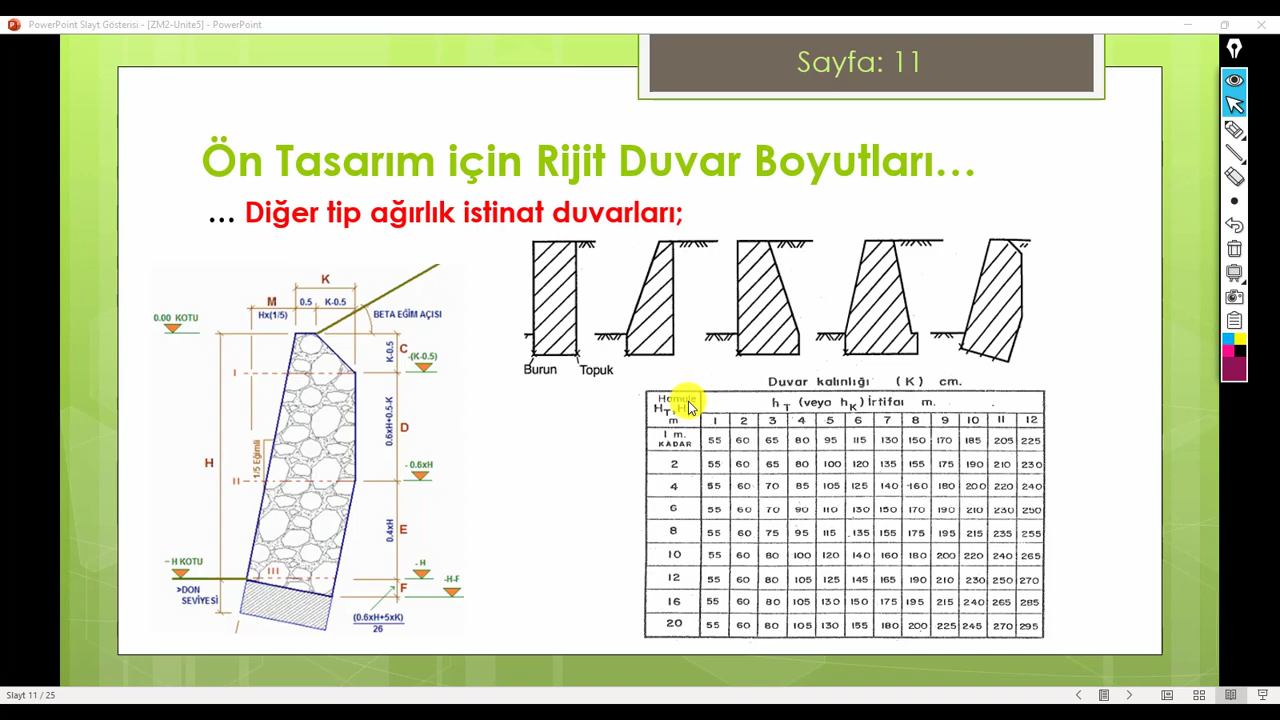 PowerPoint Slayt Gösterisi - [ZM2-Unite5] - PowerPoint
Sayfa: 11
Ön Tasarım için Rijit Duvar Boyutları...
... Diğer tip ağırlık istinat duvarları;
K
M
0.5 K-0.5
Hx(1/5)
0.00 KOTU
BETA EĞİM AÇISI
K-0.5
C
-(K-0.5)
I
0.6xH+0.5-K
D
1/5 Eğimli
H
- 0.6xH
II
0.4xH
E
- H KOTU
III
- H
-H-F
F
>DON
SEVİYESİ
(0.6xH+5xK)
26
Burun Topuk
Duvar kalınlığı (K) cm.
Hamule
m
hT (veya hK) İrtifaı m.
1 2 3 4 5 6 7 8 9 10 11 12
1 m. KADAR 55 60 65 80 95 115 130 150 170 185 205 225
2 55 60 65 80 100 120 135 155 175 190 210 230
4 55 60 70 85 105 125 140 160 180 200 220 240
6 55 60 70 90 110 130 150 170 190 210 230 250
8 55 60 75 95 115 135 155 175 195 215 235 255
10 55 60 80 100 120 140 160 180 200 220 240 265
12 55 60 80 105 125 145 165 190 210 230 250 270
16 55 60 80 105 130 150 175 195 215 240 265 285
20 55 60 80 105 130 155 180 200 225 245 270 295
Slayt 11 / 25